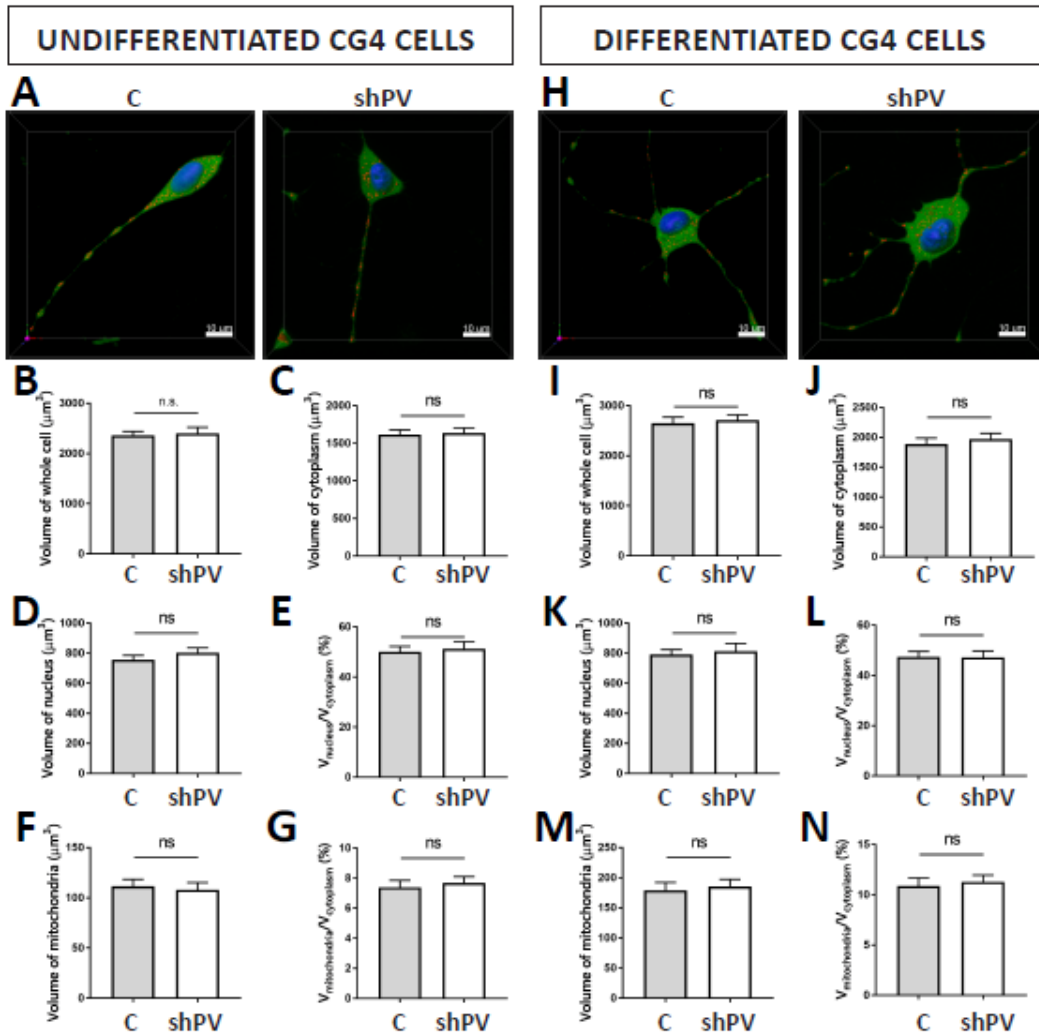 UNDIFFERENTIATED CG4 CELLS
DIFFERENTIATED CG4 CELLS
A
C
shPV
H
C
shPV
10 μm
10 μm
10 μm
10 μm
B
Volume of whole cell (μm³)
3000
2000
1000
0
n.s.
C shPV
C
Volume of cytoplasm (μm³)
2000
1500
1000
500
0
ns
C shPV
I
Volume of whole cell (μm³)
3000
2000
1000
0
ns
C shPV
J
Volume of cytoplasm (μm³)
2500
2000
1500
1000
500
0
ns
C shPV
D
Volume of nucleus (μm³)
1000
800
600
400
200
0
ns
C shPV
E
Vnucleus/Vcytoplasm (%)
60
40
20
0
ns
C shPV
K
Volume of nucleus (μm³)
1000
800
600
400
200
0
ns
C shPV
L
Vnucleus/Vcytoplasm (%)
60
40
20
0
ns
C shPV
F
Volume of mitochondria (μm³)
150
100
50
0
ns
C shPV
G
Vmitochondria/Vcytoplasm (%)
10
8
6
4
2
0
ns
C shPV
M
Volume of mitochondria (μm³)
250
200
150
100
50
0
ns
C shPV
N
Vmitochondria/Vcytoplasm (%)
15
10
5
0
ns
C shPV